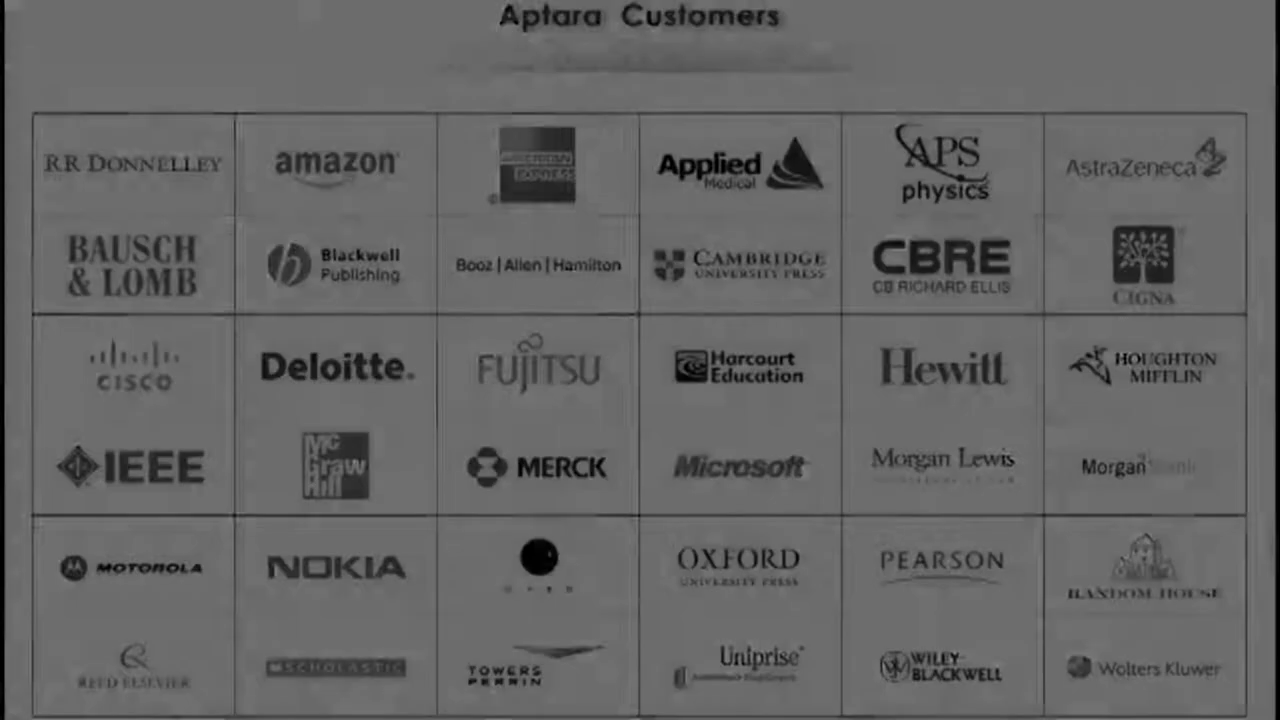 Aptara Customers
RR DONNELLEY
amazon
AMERICAN
EXPRESS
Applied
Medical
APS
physics
AstraZeneca
BAUSCH
& LOMB
Blackwell
Publishing
Booz | Allen | Hamilton
CAMBRIDGE
UNIVERSITY PRESS
CBRE
CB RICHARD ELLIS
CIGNA
CISCO
Deloitte.
FUJITSU
Harcourt
Education
Hewitt
HOUGHTON
MIFFLIN
IEEE
Mc
Graw
Hill
MERCK
Microsoft
Morgan Lewis
Morgan
MOTOROLA
NOKIA
OXFORD
UNIVERSITY PRESS
PEARSON
RANDOM HOUSE
REED ELSEVIER
SCHOLASTIC
TOWERS
PERRIN
Uniprise
WILEY-
BLACKWELL
Wolters Kluwer